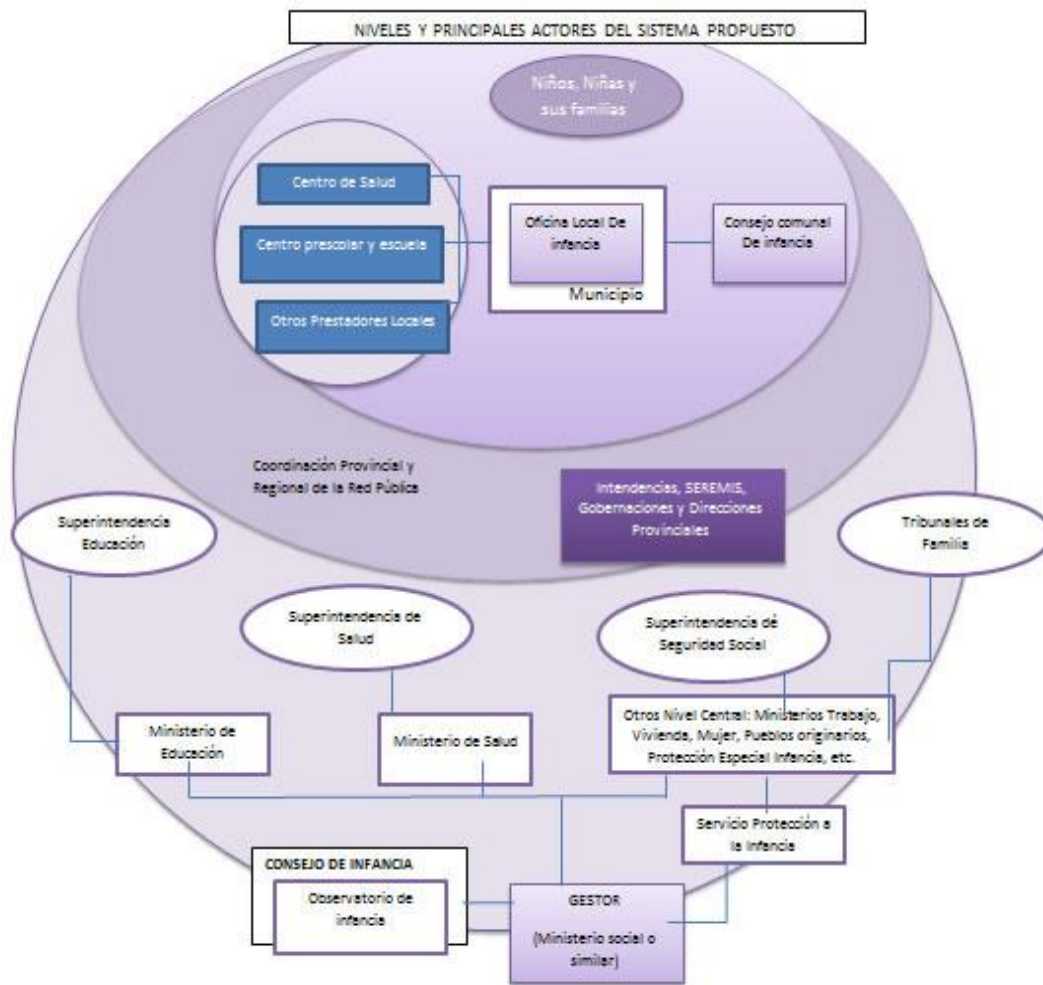 NIVELES Y PRINCIPALES ACTORES DEL SISTEMA PROPUESTO
Niños, Niñas y
sus familias
Centro de Salud
Centro prescolar y escuela
Otros Prestadores Locales
Oficina Local De
infancia
Municipio
Consejo comunal
De infancia
Coordinación Provincial y
Regional de la Red Pública
Intendencias, SEREMIS,
Gobernaciones y Direcciones
Provinciales
Superintendencia
Educación
Tribunales de
Familia
Superintendencia de
Salud
Superintendencia dé
Seguridad Social
Ministerio de
Educación
Ministerio de Salud
Otros Nivel Central: Ministerios Trabajo,
Vivienda, Mujer, Pueblos originarios,
Protección Especial Infancia, etc.
Servicio Protección a
la Infancia
CONSEJO DE INFANCIA
Observatorio de
infancia
GESTOR
(Ministerio social o
similar)